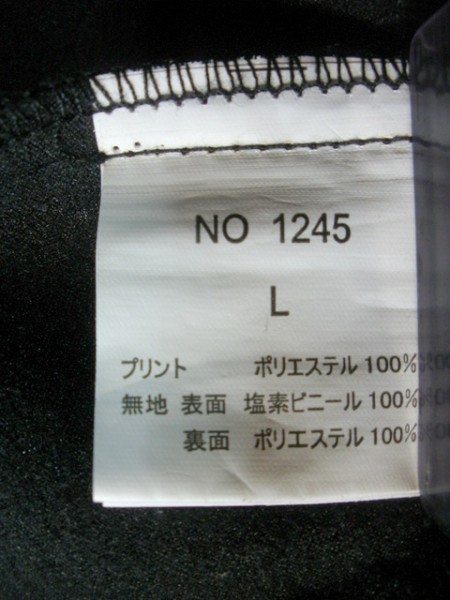 NO 1245
L
プリント ポリエステル 100%
無地 表面 塩素ビニール 100%
裏面 ポリエステル 100%